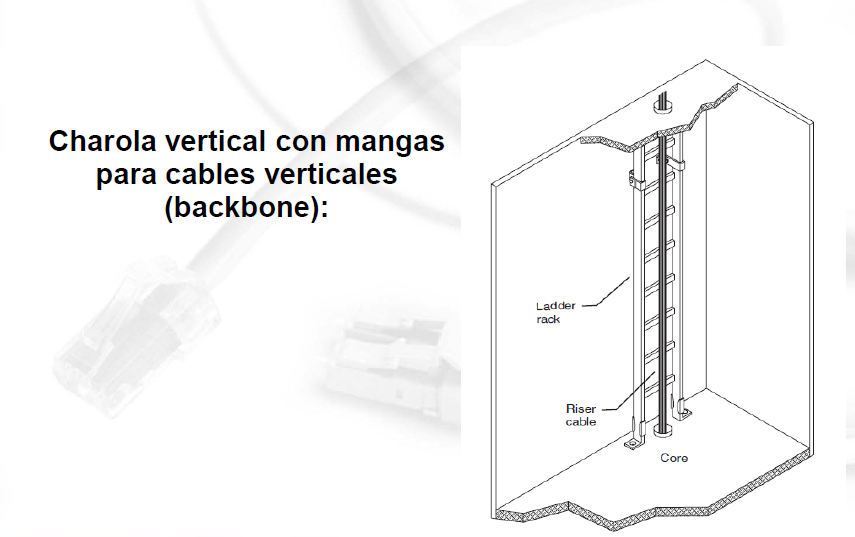 Charola vertical con mangas
para cables verticales
(backbone):
Ladder
rack
Riser
cable
Core